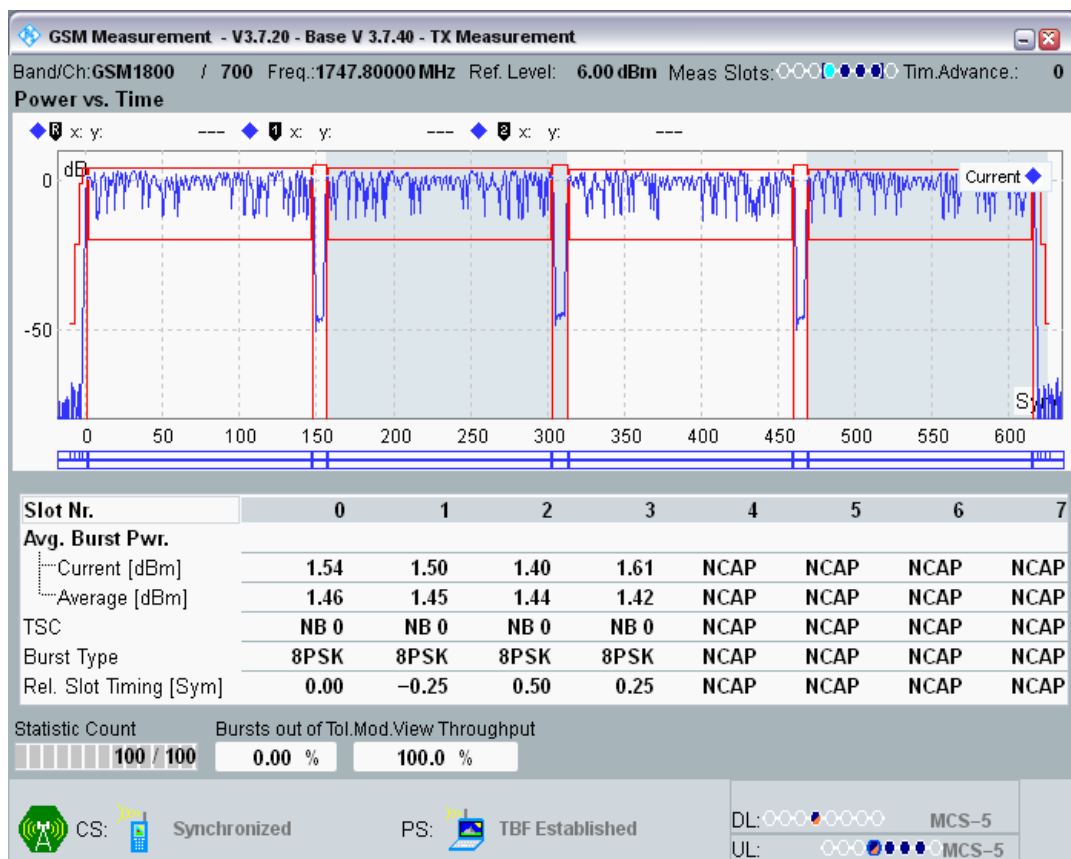 GSM Measurement - V3.7.20 - Base V 3.7.40 - TX Measurement
Band/Ch:GSM1800 / 700 Freq.:1747.80000 MHz Ref. Level: 6.00 dBm Meas Slots: Tim.Advance.: 0
Power vs. Time
R x: y: --- 1 x: y: --- 2 x: y: ---
dB
Current
0
-50
Sym
0 50 100 150 200 250 300 350 400 450 500 550 600
Slot Nr. 0 1 2 3 4 5 6 7
Avg. Burst Pwr.
Current [dBm] 1.54 1.50 1.40 1.61 NCAP NCAP NCAP NCAP
Average [dBm] 1.46 1.45 1.44 1.42 NCAP NCAP NCAP NCAP
TSC NB 0 NB 0 NB 0 NB 0 NCAP NCAP NCAP NCAP
Burst Type 8PSK 8PSK 8PSK 8PSK NCAP NCAP NCAP NCAP
Rel. Slot Timing [Sym] 0.00 −0.25 0.50 0.25 NCAP NCAP NCAP NCAP
Statistic Count Bursts out of Tol.Mod.View Throughput
100 / 100 0.00 % 100.0 %
CS: Synchronized PS: TBF Established
DL: MCS−5
UL: MCS−5